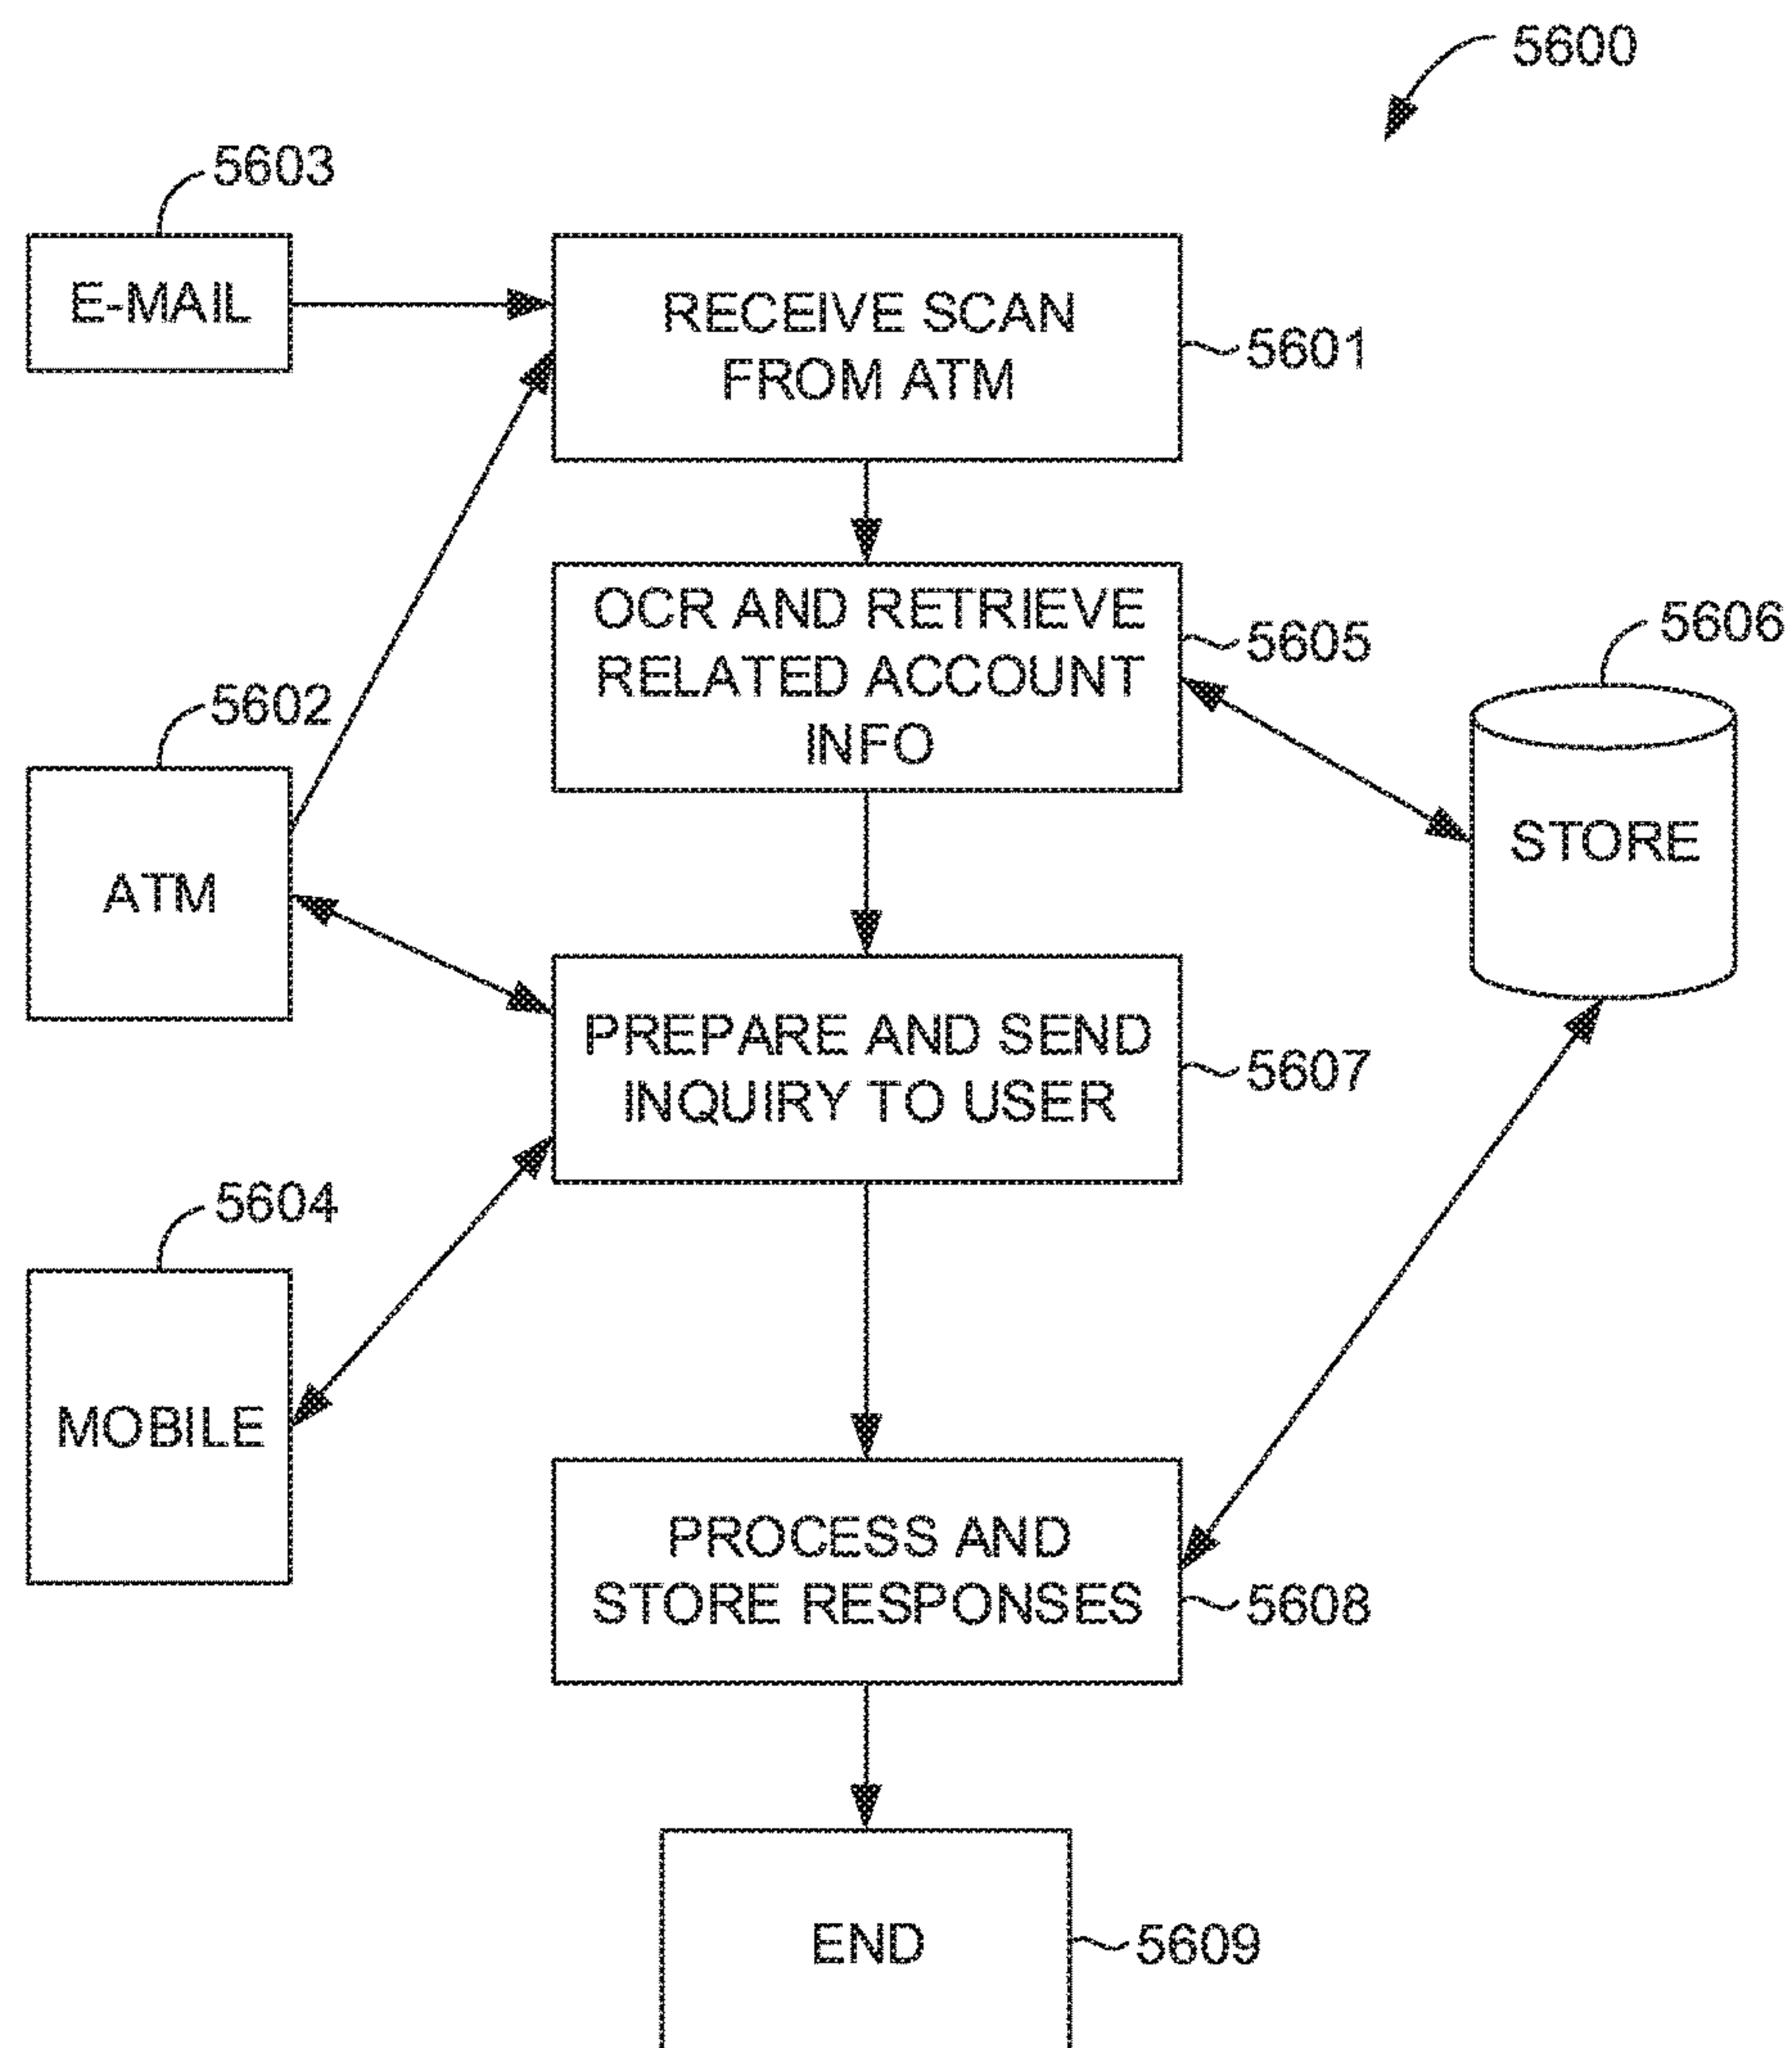 5600
5603
E-MAIL
RECEIVE SCAN
FROM ATM
5601
OCR AND RETRIEVE
RELATED ACCOUNT
INFO
5605
5606
STORE
5602
ATM
PREPARE AND SEND
INQUIRY TO USER
5607
5604
MOBILE
PROCESS AND
STORE RESPONSES
5608
END
5609